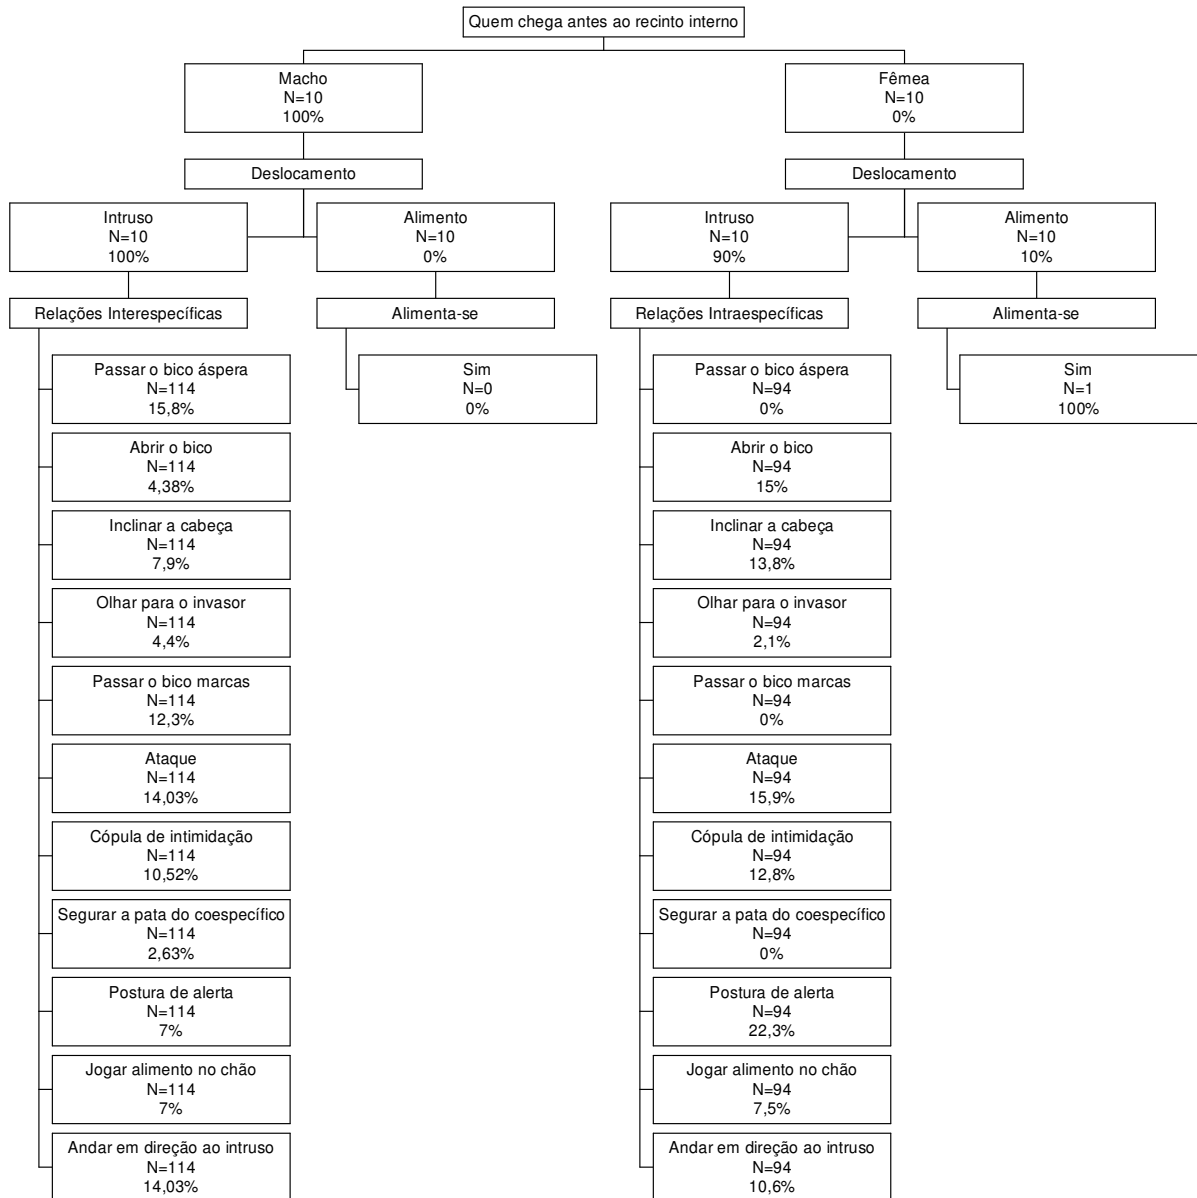 Quem chega antes ao recinto interno
Macho
N=10
100%
Deslocamento
Intruso
N=10
100%
Alimento
N=10
0%
Relações Interespecíficas
Alimenta-se
Passar o bico áspera
N=114
15,8%
Sim
N=0
0%
Abrir o bico
N=114
4,38%
Inclinar a cabeça
N=114
7,9%
Olhar para o invasor
N=114
4,4%
Passar o bico marcas
N=114
12,3%
Ataque
N=114
14,03%
Cópula de intimidação
N=114
10,52%
Segurar a pata do coespecífico
N=114
2,63%
Postura de alerta
N=114
7%
Jogar alimento no chão
N=114
7%
Andar em direção ao intruso
N=114
14,03%
Fêmea
N=10
0%
Deslocamento
Intruso
N=10
90%
Alimento
N=10
10%
Relações Intraespecíficas
Alimenta-se
Passar o bico áspera
N=94
0%
Sim
N=1
100%
Abrir o bico
N=94
15%
Inclinar a cabeça
N=94
13,8%
Olhar para o invasor
N=94
2,1%
Passar o bico marcas
N=94
0%
Ataque
N=94
15,9%
Cópula de intimidação
N=94
12,8%
Segurar a pata do coespecífico
N=94
0%
Postura de alerta
N=94
22,3%
Jogar alimento no chão
N=94
7,5%
Andar em direção ao intruso
N=94
10,6%